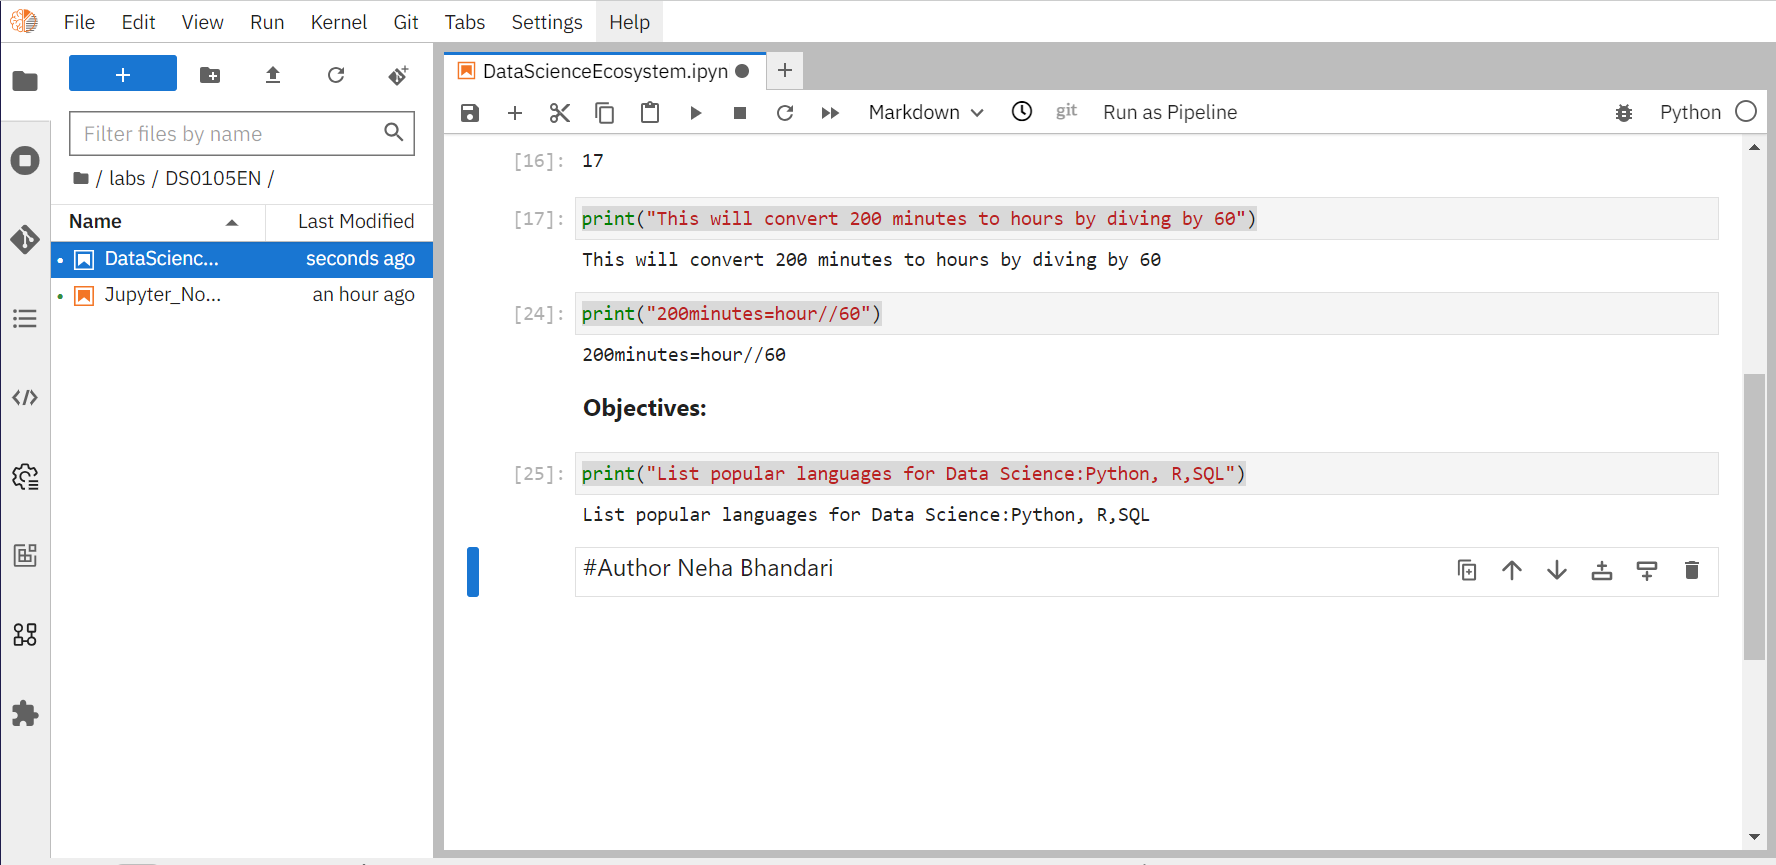 File Edit View Run Kernel Git Tabs Settings Help
Filter files by name
/ labs / DS0105EN /
Name Last Modified
DataScienc... seconds ago
Jupyter_No... an hour ago
DataScienceEcosystem.ipyn
Markdown git Run as Pipeline Python
[16]: 17
[17]: print("This will convert 200 minutes to hours by diving by 60")
This will convert 200 minutes to hours by diving by 60
[24]: print("200minutes=hour//60")
200minutes=hour//60
Objectives:
[25]: print("List popular languages for Data Science:Python, R,SQL")
List popular languages for Data Science:Python, R,SQL
#Author Neha Bhandari